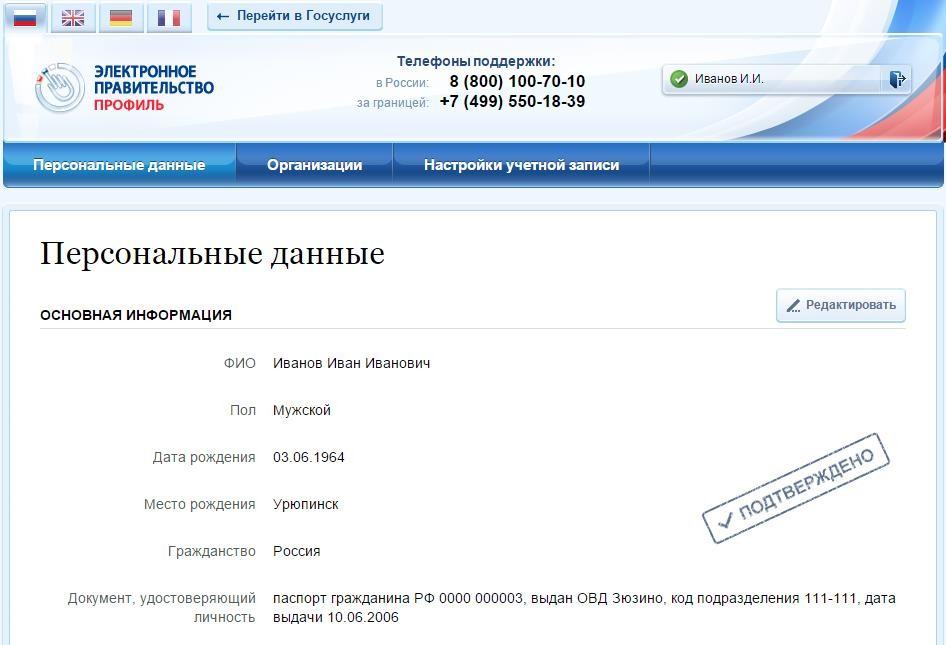 ← Перейти в Госуслуги
ЭЛЕКТРОННОЕ
ПРАВИТЕЛЬСТВО
ПРОФИЛЬ
Телефоны поддержки:
в России: 8 (800) 100-70-10
за границей: +7 (499) 550-18-39
Иванов И.И.
Персональные данные Организации Настройки учетной записи
Персональные данные
ОСНОВНАЯ ИНФОРМАЦИЯ
Редактировать
ФИО Иванов Иван Иванович
Пол Мужской
Дата рождения 03.06.1964
Место рождения Урюпинск
ПОДТВЕРЖДЕНО
Гражданство Россия
Документ, удостоверяющий паспорт гражданина РФ 0000 000003, выдан ОВД Зюзино, код подразделения 111-111, дата
личность выдачи 10.06.2006